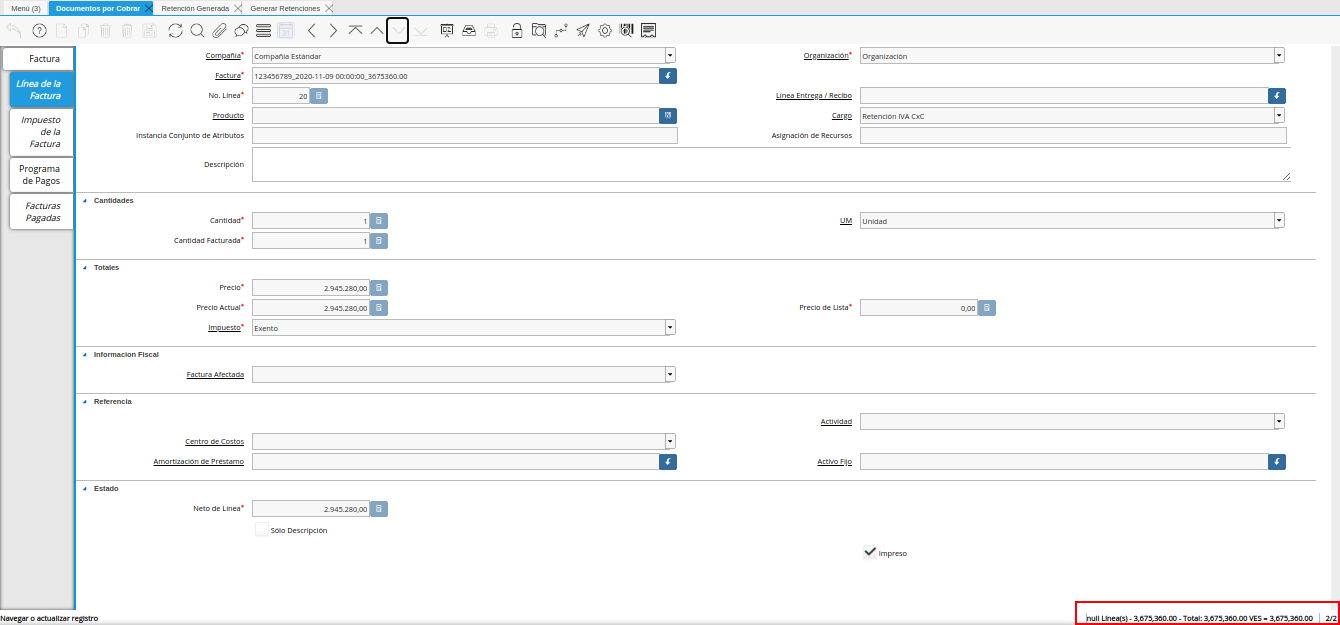 Menú (3) Documentos por Cobrar Retención Generada Generar Retenciones
Factura
Línea de la
Factura
Impuesto
de la
Factura
Programa
de Pagos
Facturas
Pagadas
Compañía* Compañía Estándar Organización* Organización
Factura* 123456789_2020-11-09 00:00:00_3675360.00
No. Línea* 20 Línea Entrega / Recibo
Producto Cargo Retención IVA CxC
Instancia Conjunto de Atributos Asignación de Recursos
Descripción
Cantidades
Cantidad* 1 UM Unidad
Cantidad Facturada* 1
Totales
Precio* 2.945.280,00
Precio Actual* 2.945.280,00 Precio de Lista* 0,00
Impuesto* Exento
Informacion Fiscal
Factura Afectada
Referencia
Actividad
Centro de Costos
Amortización de Préstamo Activo Fijo
Estado
Neto de Línea* 2.945.280,00
Sólo Descripción
Impreso
Navegar o actualizar registro null Línea(s) - 3,675,360.00 - Total: 3,675,360.00 VES = 3,675,360.00 2/2